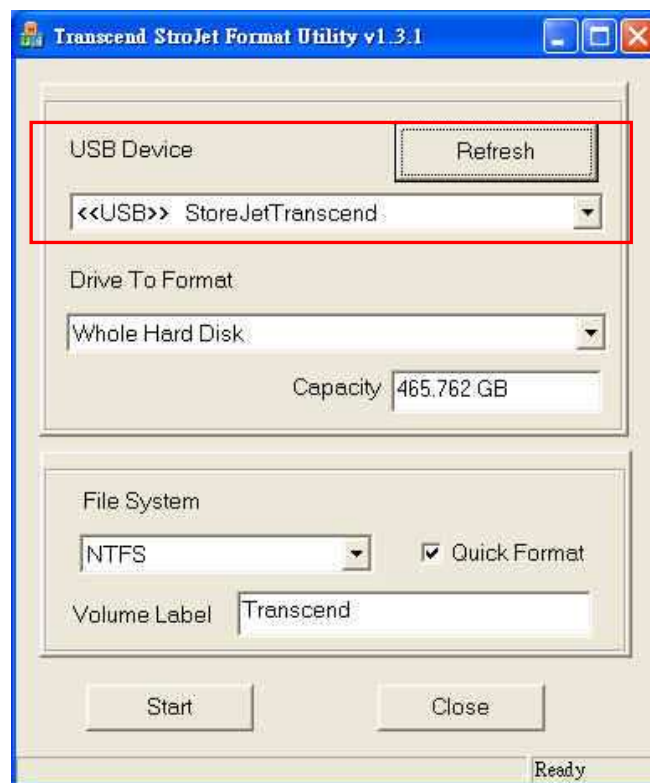 Transcend StroJet Format Utility v1.3.1
USB Device
Refresh
<<USB>> StoreJetTranscend
Drive To Format
Whole Hard Disk
Capacity 465.762 GB
File System
NTFS Quick Format
Volume Label Transcend
Start Close
Ready